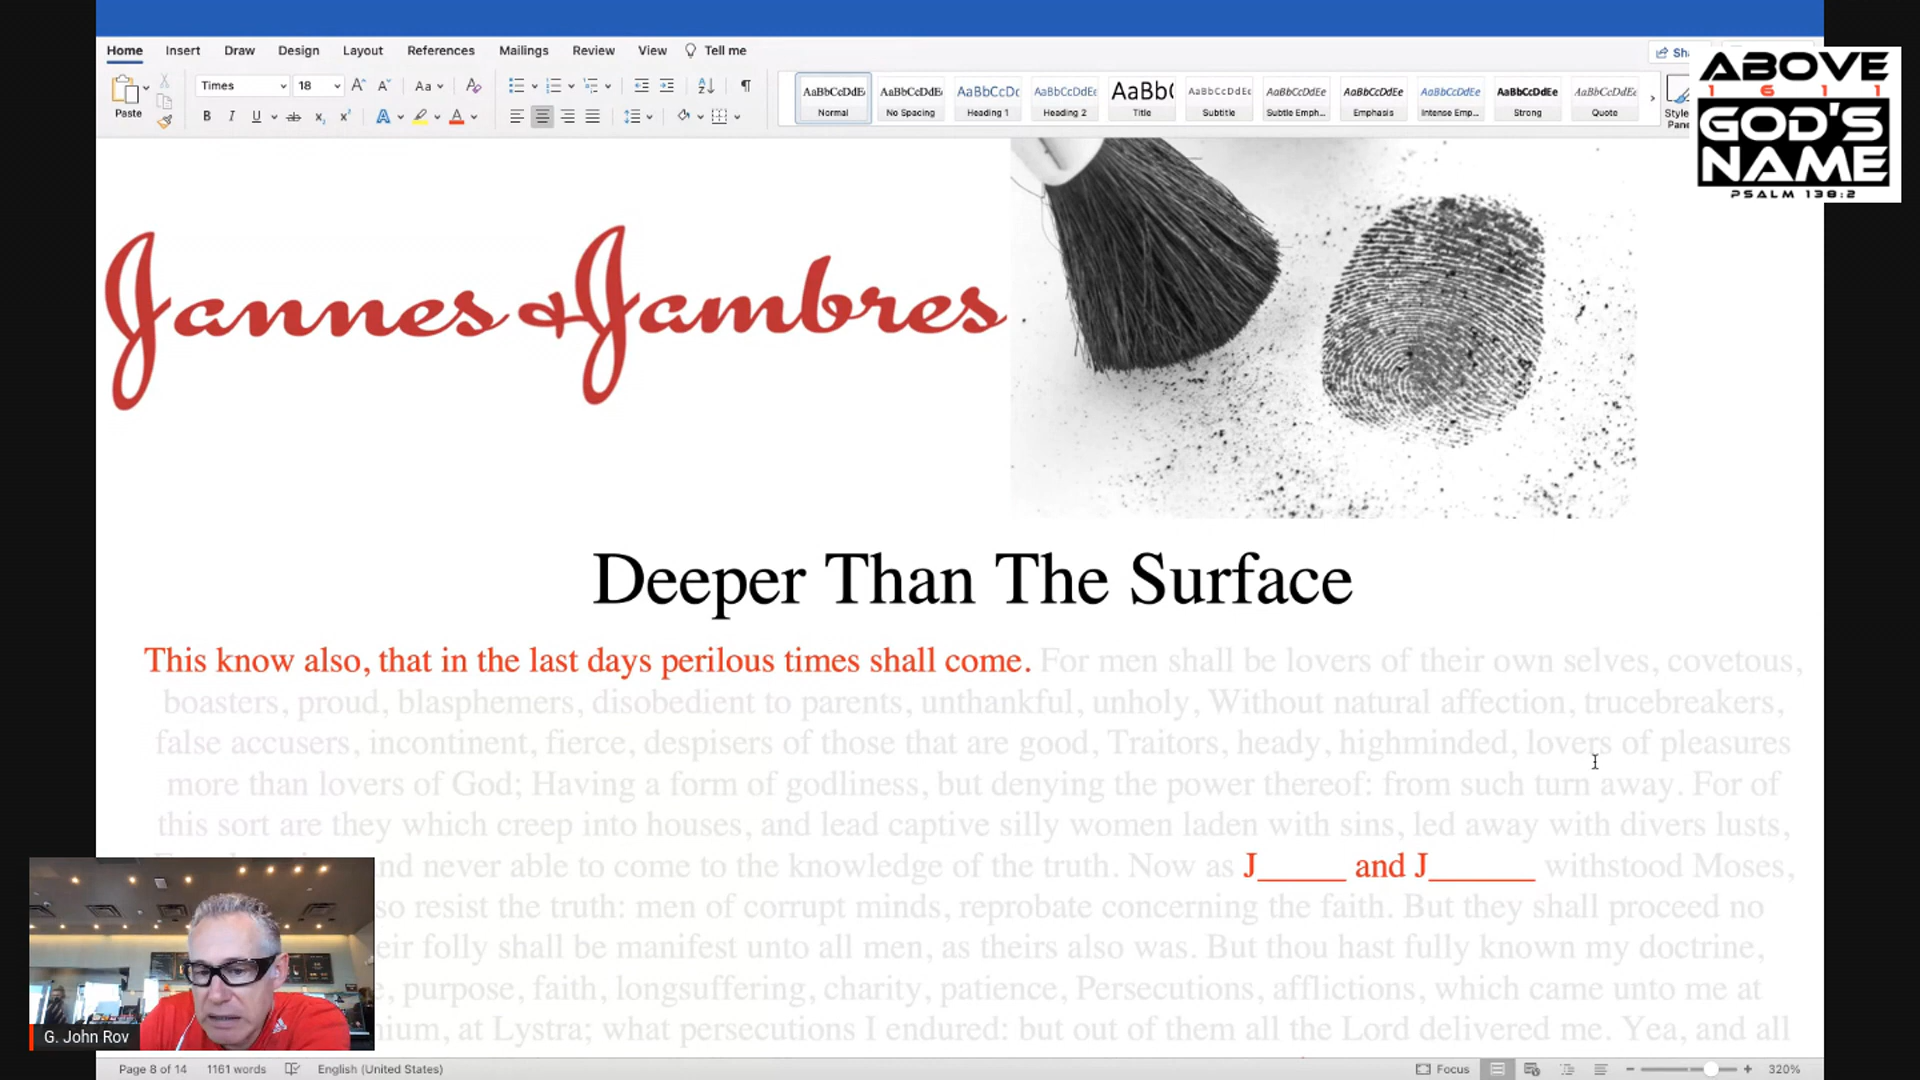 Home Insert Draw Design Layout References Mailings Review View Tell me
Times 18
Paste
AaBbCcDdEe Normal
AaBbCcDdEe No Spacing
AaBbCcDc Heading 1
AaBbCcDdEe Heading 2
AaBb( Title
AaBbCcDdEe Subtitle
AaBbCcDdEe Subtle Emph...
AaBbCcDdEe Emphasis
AaBbCcDdEe Intense Emp...
AaBbCcDdEe Strong
AaBbCcDdEe Quote
ABOVE
1611
GOD'S
NAME
PSALM 138:2
Jannes & Jambres
Deeper Than The Surface
This know also, that in the last days perilous times shall come. For men shall be lovers of their own selves, covetous,
boasters, proud, blasphemers, disobedient to parents, unthankful, unholy, Without natural affection, trucebreakers,
false accusers, incontinent, fierce, despisers of those that are good, Traitors, heady, highminded, lovers of pleasures
more than lovers of God; Having a form of godliness, but denying the power thereof: from such turn away. For of
this sort are they which creep into houses, and lead captive silly women laden with sins, led away with divers lusts,
never able to come to the knowledge of the truth. Now as J_____ and J______ withstood Moses,
so resist the truth: men of corrupt minds, reprobate concerning the faith. But they shall proceed no
folly shall be manifest unto all men, as theirs also was. But thou hast fully known my doctrine,
purpose, faith, longsuffering, charity, patience, Persecutions, afflictions, which came unto me at
at Lystra; what persecutions I endured: but out of them all the Lord delivered me. Yea, and all
G. John Rov
Page 8 of 14 1161 words English (United States) Focus 320%